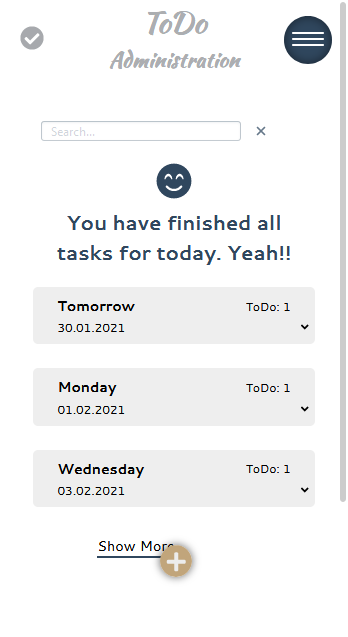 ToDo
Administration
Search...
You have finished all
tasks for today. Yeah!!
Tomorrow ToDo: 1
30.01.2021
Monday ToDo: 1
01.02.2021
Wednesday ToDo: 1
03.02.2021
Show More